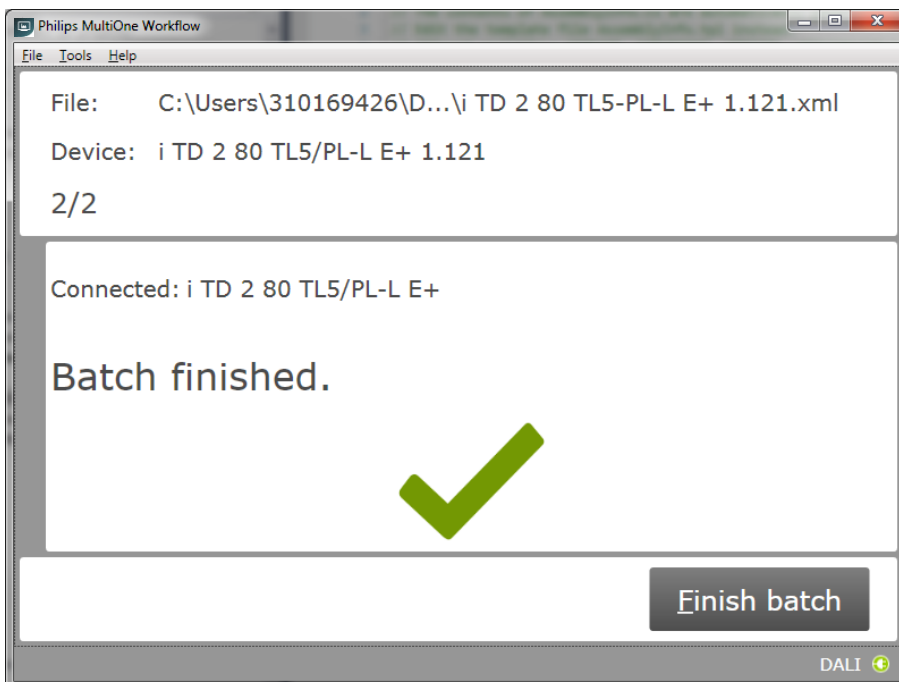 Philips MultiOne Workflow
File Tools Help
File: C:\Users\310169426\D...\i TD 2 80 TL5-PL-L E+ 1.121.xml
Device: i TD 2 80 TL5/PL-L E+ 1.121
2/2
Connected: i TD 2 80 TL5/PL-L E+
Batch finished.
Finish batch
DALI